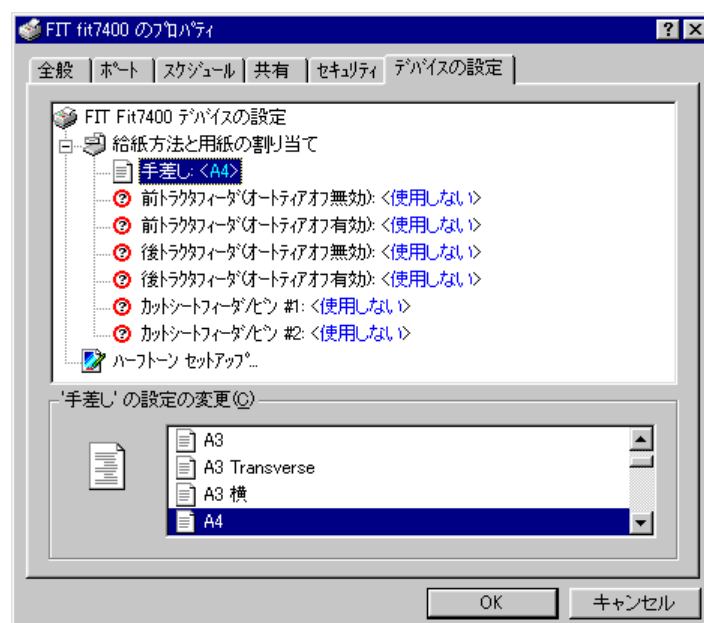 FIT fit7400 のﾌﾟﾛﾊﾟﾃｨ
全般 ﾎﾟｰﾄ ｽｹｼﾞｭｰﾙ 共有 ｾｷｭﾘﾃｨ ﾃﾞﾊﾞｲｽの設定
FIT Fit7400 ﾃﾞﾊﾞｲｽの設定
給紙方法と用紙の割り当て
手差し: <A4>
前ﾄﾗｸﾀﾌｨｰﾀﾞ(ｵｰﾄﾃｨｱｵﾌ無効): <使用しない>
前ﾄﾗｸﾀﾌｨｰﾀﾞ(ｵｰﾄﾃｨｱｵﾌ有効): <使用しない>
後ﾄﾗｸﾀﾌｨｰﾀﾞ(ｵｰﾄﾃｨｱｵﾌ無効): <使用しない>
後ﾄﾗｸﾀﾌｨｰﾀﾞ(ｵｰﾄﾃｨｱｵﾌ有効): <使用しない>
ｶｯﾄｼｰﾄﾌｨｰﾀﾞ/ﾋﾞﾝ #1: <使用しない>
ｶｯﾄｼｰﾄﾌｨｰﾀﾞ/ﾋﾞﾝ #2: <使用しない>
ﾊｰﾌﾄｰﾝ ｾｯﾄｱｯﾌﾟ...
'手差し' の設定の変更(C)
A3
A3 Transverse
A3 横
A4
OK キャンセル